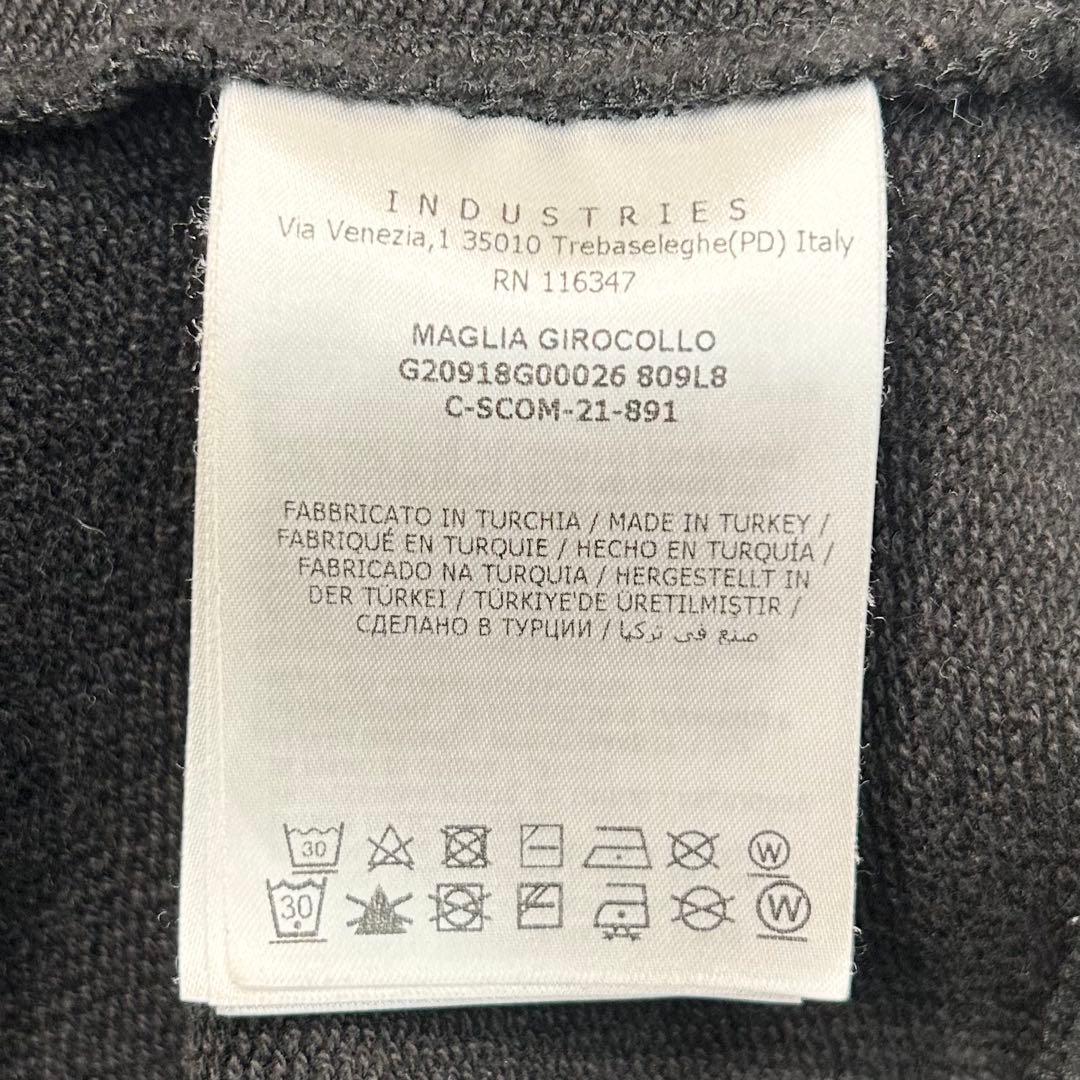 INDUSTRIES
Via Venezia,1 35010 Trebaseleghe(PD) Italy
RN 116347
MAGLIA GIROCOLLO
G20918G00026 809L8
C-SCOM-21-891
FABBRICATO IN TURCHIA / MADE IN TURKEY /
FABRIQUÉ EN TURQUIE / HECHO EN TURQUÍA /
FABRICADO NA TURQUIA / HERGESTELLT IN
DER TÜRKEI / TÜRKIYE'DE ÜRETILMIŞTIR /
СДЕЛАНО В ТУРЦИИ / صنع فى تركيا
30 W
30 W